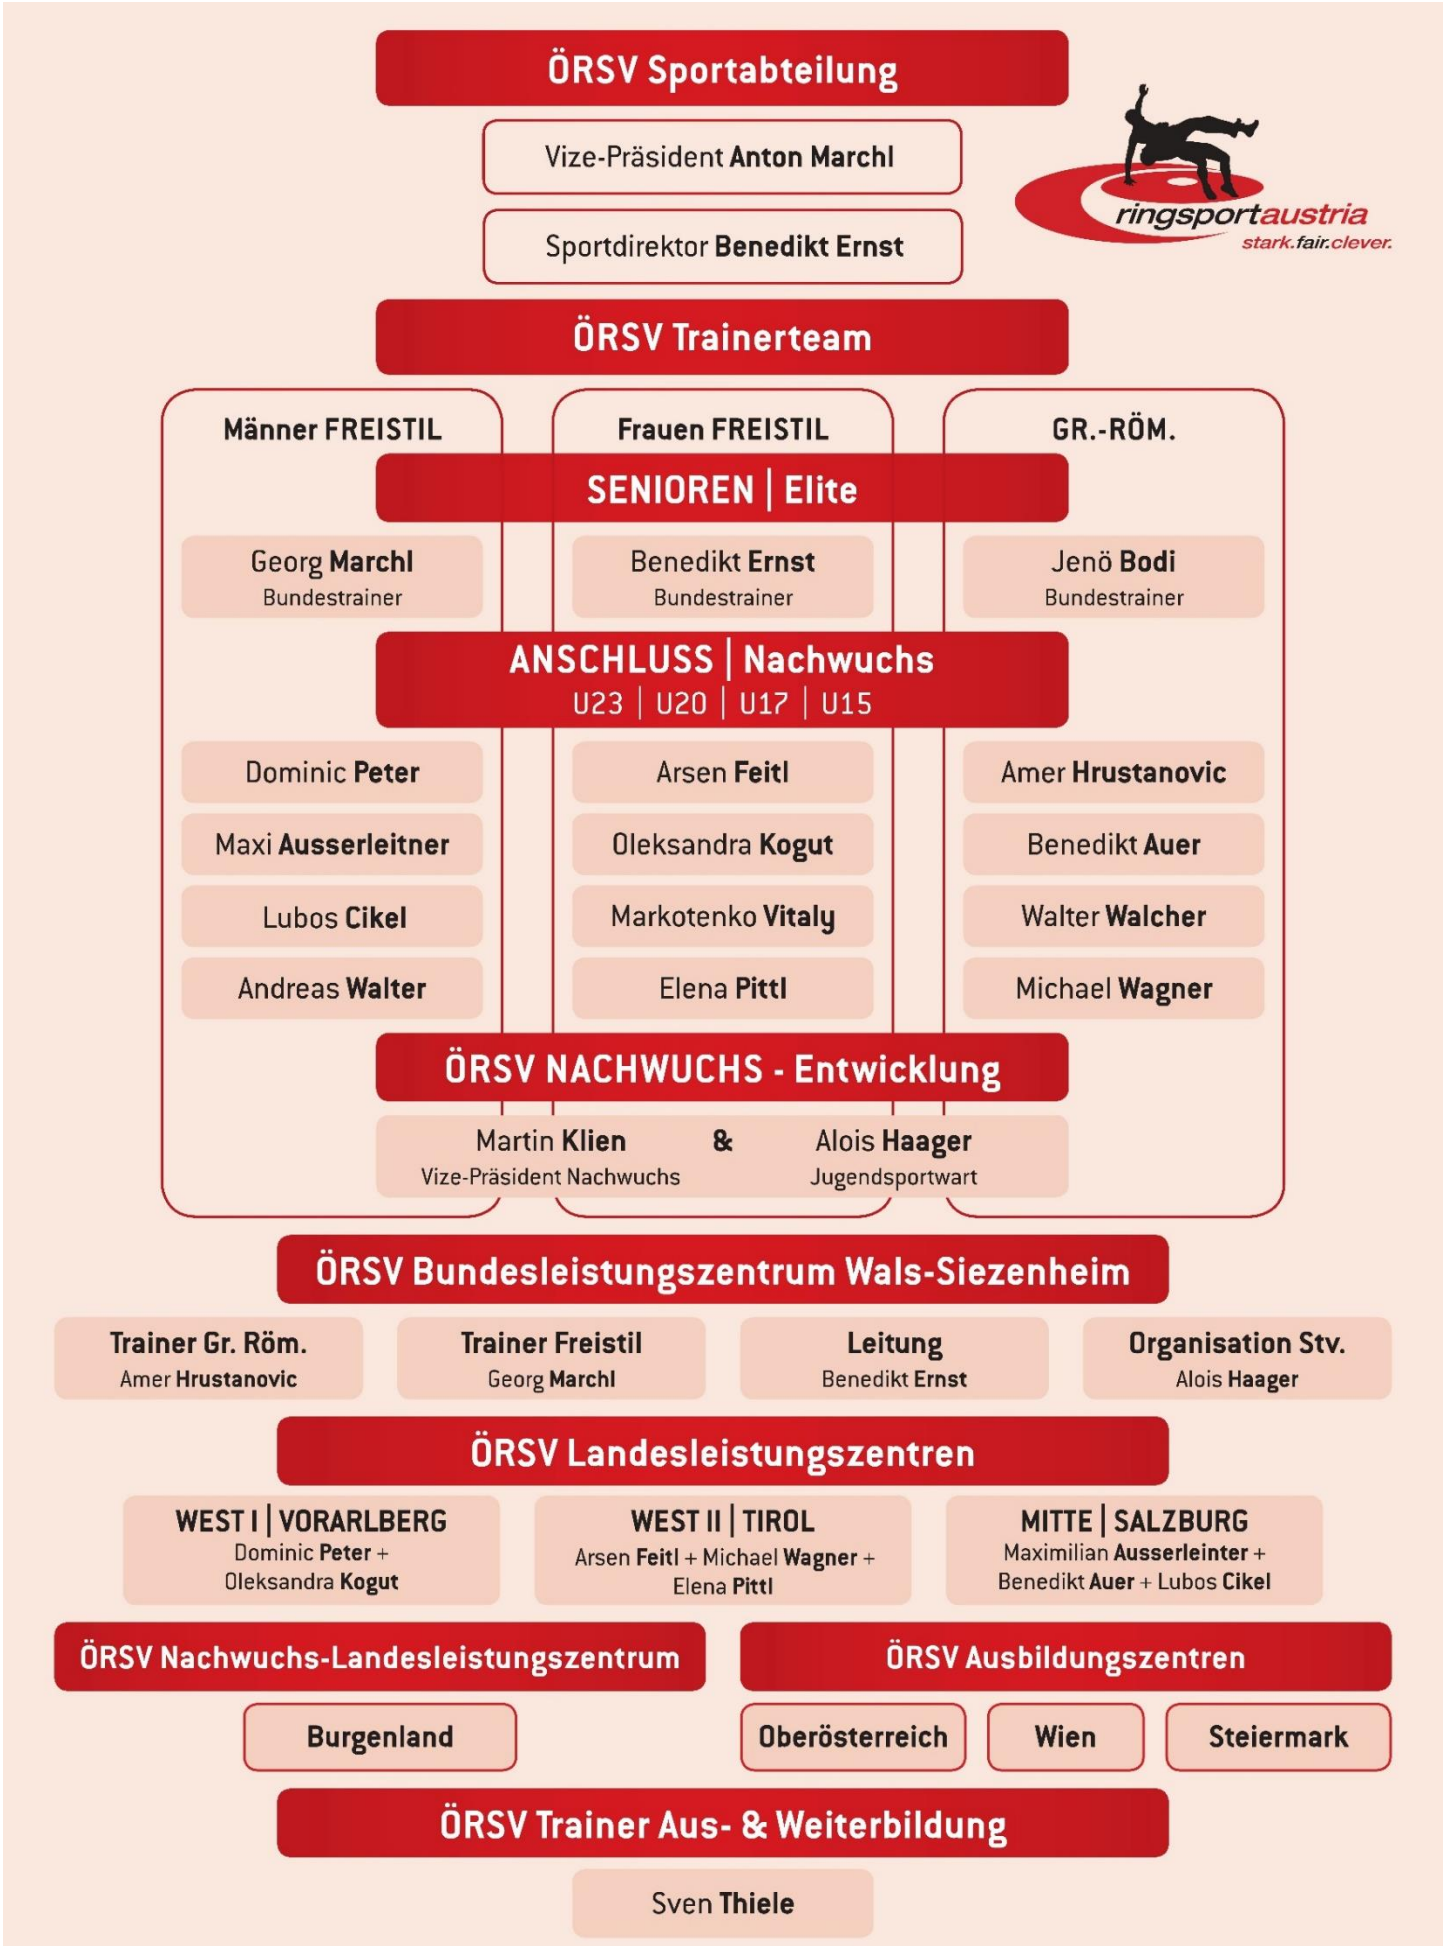 ÖRSV Sportabteilung
Vize-Präsident Anton Marchl
Sportdirektor Benedikt Ernst
ringsportaustria
stark.fair.clever.
ÖRSV Trainerteam
Männer FREISTIL
Frauen FREISTIL
GR.-RÖM.
SENIOREN | Elite
Georg Marchl
Bundestrainer
Benedikt Ernst
Bundestrainer
Jenö Bodi
Bundestrainer
ANSCHLUSS | Nachwuchs
U23 | U20 | U17 | U15
Dominic Peter
Arsen Feitl
Amer Hrustanovic
Maxi Ausserleitner
Oleksandra Kogut
Benedikt Auer
Lubos Cikel
Markotenko Vitaly
Walter Walcher
Andreas Walter
Elena Pittl
Michael Wagner
ÖRSV NACHWUCHS - Entwicklung
Martin Klien & Alois Haager
Vize-Präsident Nachwuchs
Jugendsportwart
ÖRSV Bundesleistungszentrum Wals-Siezenheim
Trainer Gr. Röm.
Amer Hrustanovic
Trainer Freistil
Georg Marchl
Leitung
Benedikt Ernst
Organisation Stv.
Alois Haager
ÖRSV Landesleistungszentren
WEST I | VORARLBERG
Dominic Peter +
Oleksandra Kogut
WEST II | TIROL
Arsen Feitl + Michael Wagner +
Elena Pittl
MITTE | SALZBURG
Maximilian Ausserleinter +
Benedikt Auer + Lubos Cikel
ÖRSV Nachwuchs-Landesleistungszentrum
Burgenland
ÖRSV Ausbildungszentren
Oberösterreich
Wien
Steiermark
ÖRSV Trainer Aus- & Weiterbildung
Sven Thiele